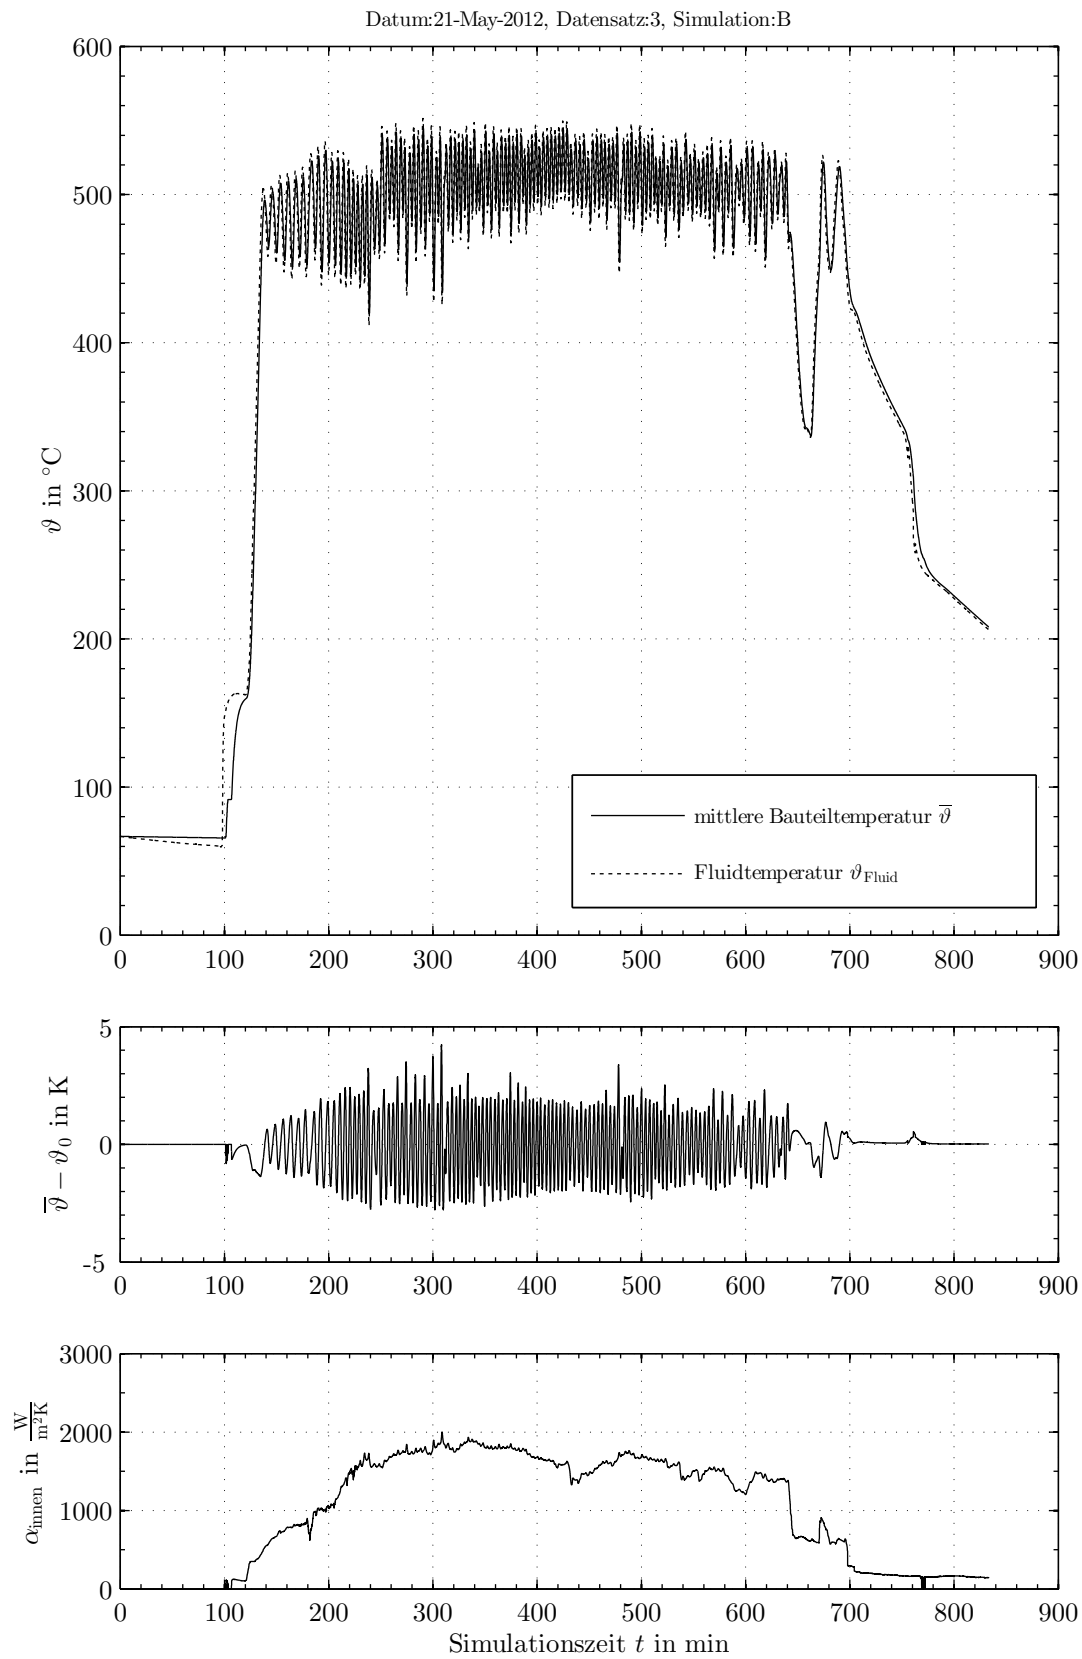 Datum:21-May-2012, Datensatz:3, Simulation:B
600
500
400
300
200
100
0
ϑ in °C
mittlere Bauteiltemperatur ϑ̅
Fluidtemperatur ϑ_Fluid
0 100 200 300 400 500 600 700 800 900
5
0
-5
ϑ̅ − ϑ₀ in K
0 100 200 300 400 500 600 700 800 900
3000
2000
1000
0
α_innen in W/m²K
0 100 200 300 400 500 600 700 800 900
Simulationszeit t in min